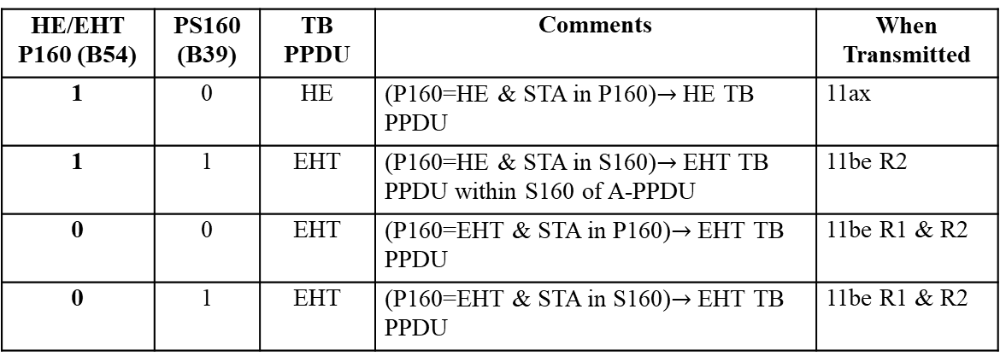 HE/EHT P160 (B54) PS160 (B39) TB PPDU Comments When Transmitted
1 0 HE (P160=HE & STA in P160)→ HE TB PPDU 11ax
1 1 EHT (P160=HE & STA in S160)→ EHT TB PPDU within S160 of A-PPDU 11be R2
0 0 EHT (P160=EHT & STA in P160)→ EHT TB PPDU 11be R1 & R2
0 1 EHT (P160=EHT & STA in S160)→ EHT TB PPDU 11be R1 & R2